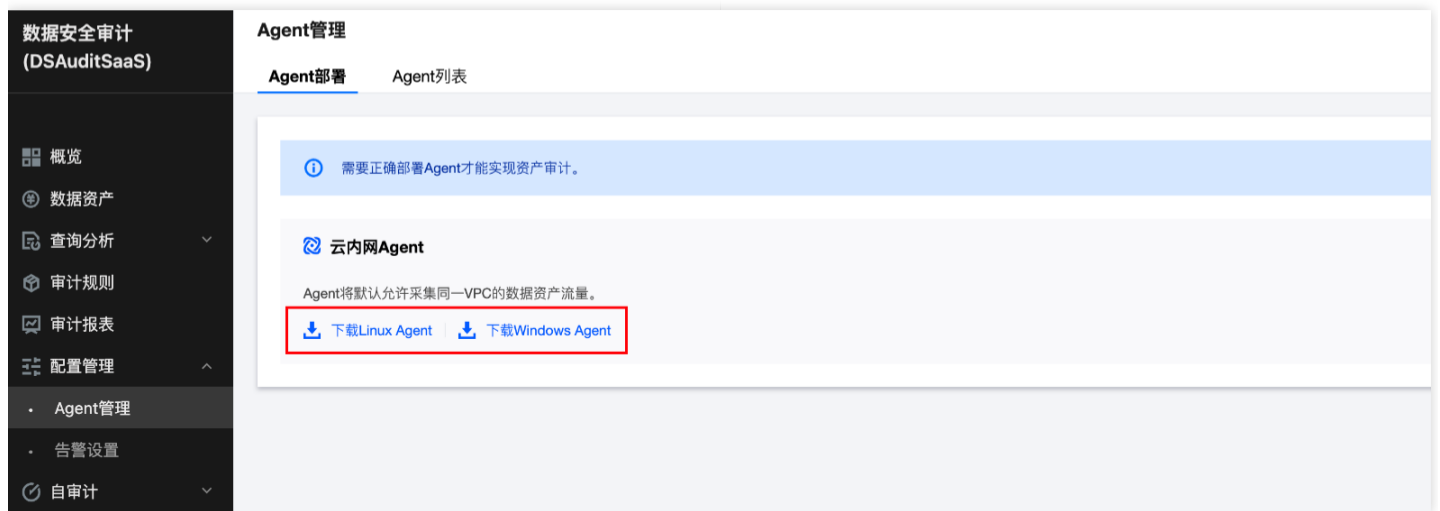 数据安全审计
(DSAuditSaaS)
概览
数据资产
查询分析
审计规则
审计报表
配置管理
Agent管理
告警设置
自审计
Agent管理
Agent部署 Agent列表
需要正确部署Agent才能实现资产审计。
云内网Agent
Agent将默认允许采集同一VPC的数据资产流量。
下载Linux Agent 下载Windows Agent